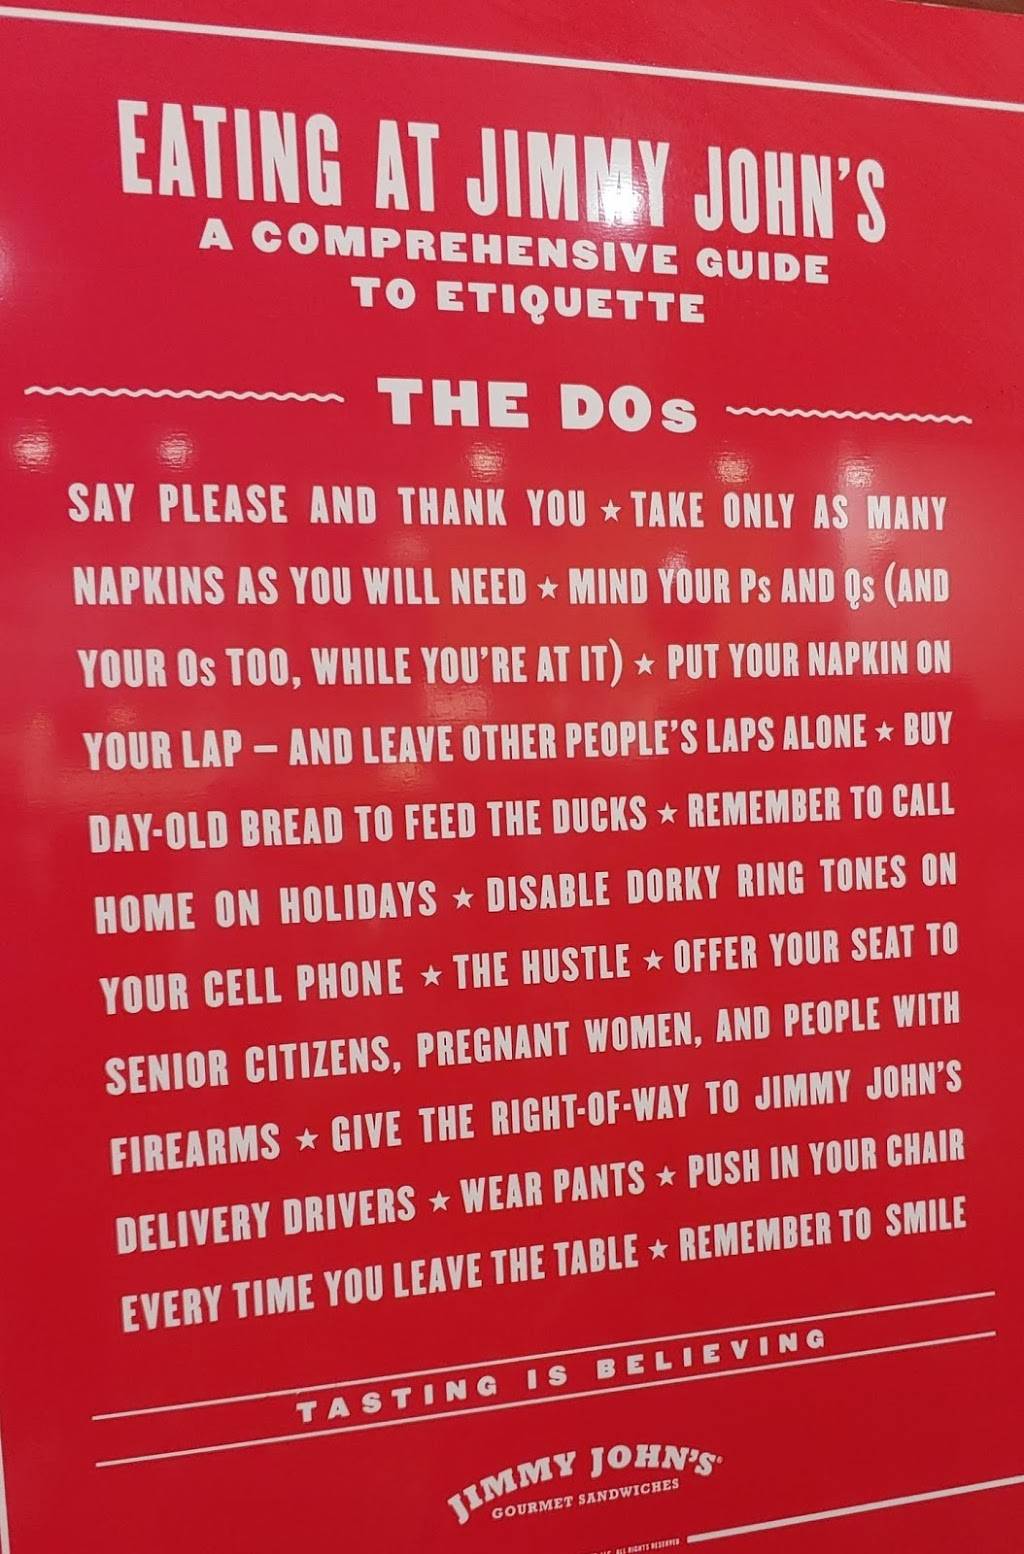 EATING AT JIMMY JOHN'S
A COMPREHENSIVE GUIDE
TO ETIQUETTE
THE DOs
SAY PLEASE AND THANK YOU ★ TAKE ONLY AS MANY
NAPKINS AS YOU WILL NEED ★ MIND YOUR Ps AND Qs (AND
YOUR Os TOO, WHILE YOU'RE AT IT) ★ PUT YOUR NAPKIN ON
YOUR LAP – AND LEAVE OTHER PEOPLE'S LAPS ALONE ★ BUY
DAY-OLD BREAD TO FEED THE DUCKS ★ REMEMBER TO CALL
HOME ON HOLIDAYS ★ DISABLE DORKY RING TONES ON
YOUR CELL PHONE ★ THE HUSTLE ★ OFFER YOUR SEAT TO
SENIOR CITIZENS, PREGNANT WOMEN, AND PEOPLE WITH
FIREARMS ★ GIVE THE RIGHT-OF-WAY TO JIMMY JOHN'S
DELIVERY DRIVERS ★ WEAR PANTS ★ PUSH IN YOUR CHAIR
EVERY TIME YOU LEAVE THE TABLE ★ REMEMBER TO SMILE
TASTING IS BELIEVING
JIMMY JOHN'S®
GOURMET SANDWICHES
ALL RIGHTS RESERVED